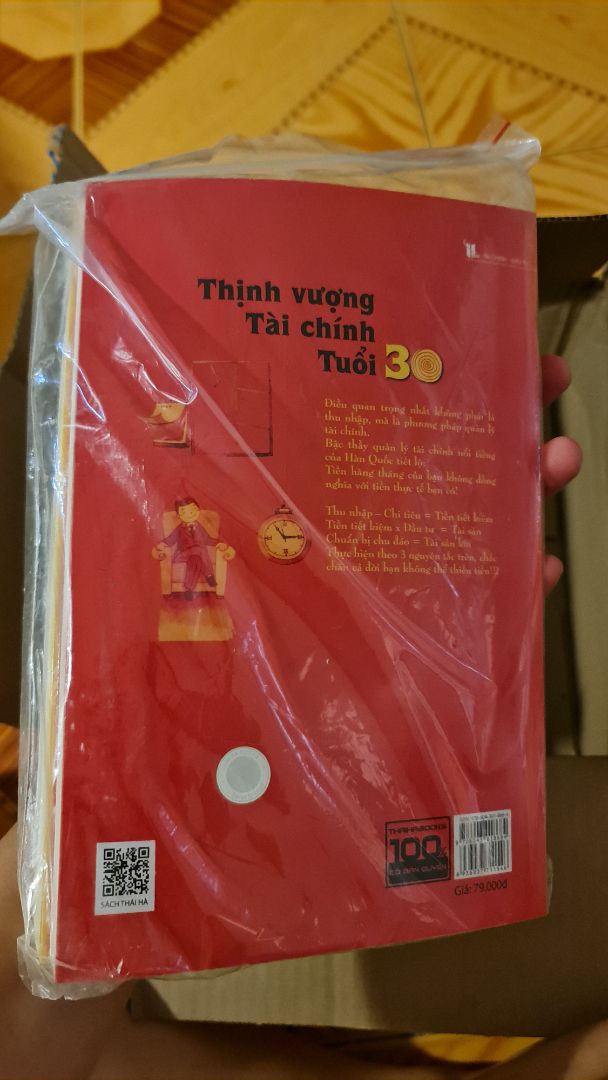 Thịnh vượng
Tài chính
Tuổi 30
Điều quan trọng nhất không phải là
thu nhập, mà là phương pháp quản lý
tài chính.
Bậc thầy quản lý tài chính nổi tiếng
của Hàn Quốc tiết lộ:
Tiền hàng tháng của bạn không đồng
nghĩa với tiền thực tế bạn có!
Thu nhập – Chi tiêu = Tiền tiết kiệm
Tiền tiết kiệm x Đầu tư = Tài sản
Chuẩn bị chu đáo = Tài sản lớn
Thực hiện theo 3 nguyên tắc trên, chắc
chắn cả đời bạn không thể thiếu tiền!!!
THAIHABOOKS
100%
CÓ BẢN QUYỀN
SÁCH THÁI HÀ
Giá: 79.000đ